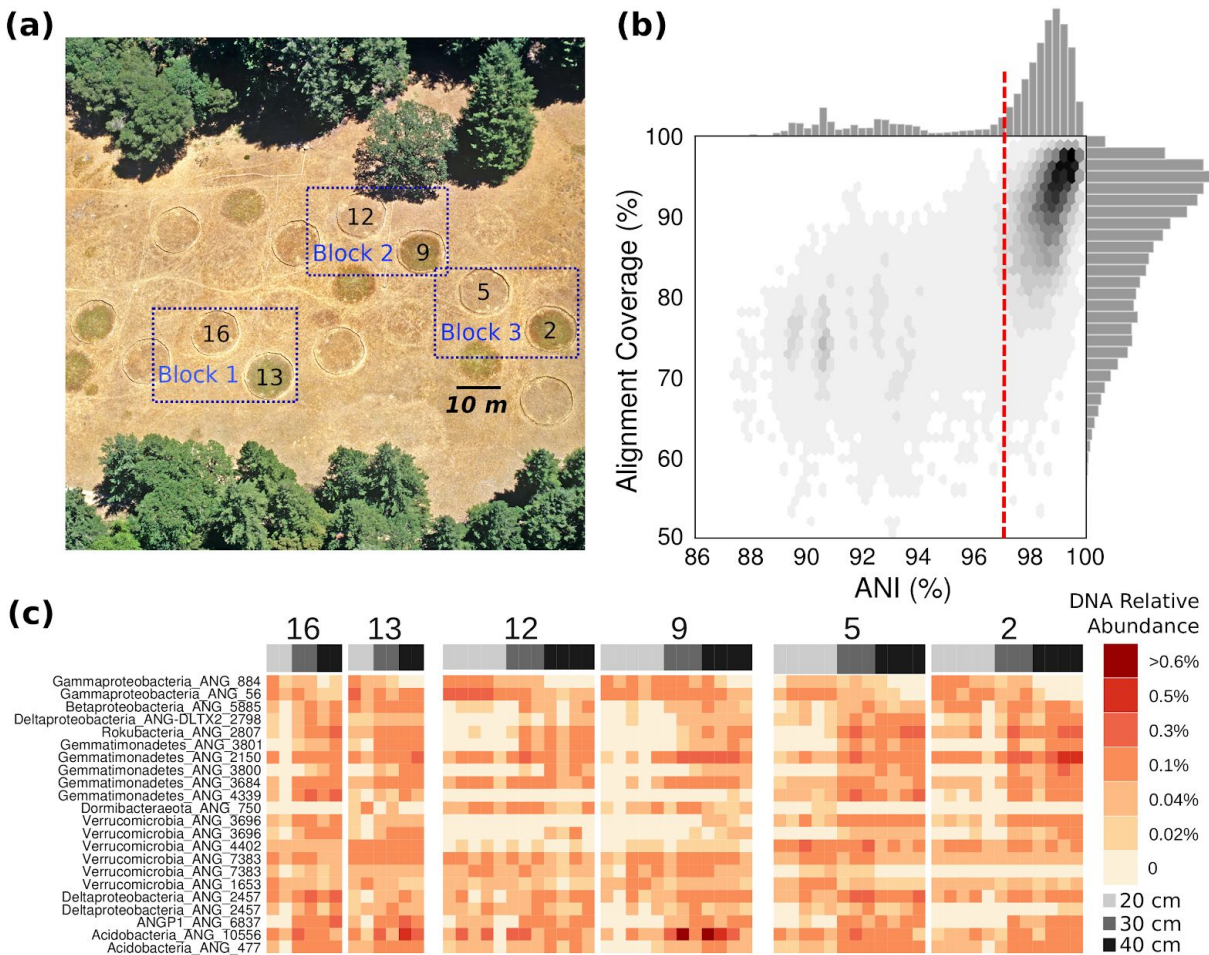 (a)
12
Block 2
9
5
Block 3
2
16
Block 1
13
10 m
(b)
100
90
80
70
60
50
Alignment Coverage (%)
86
88
90
92
94
96
98
100
ANI (%)
(c)
16
13
12
9
5
2
Gammaproteobacteria_ANG_884
Gammaproteobacteria_ANG_56
Betaproteobacteria_ANG_5885
Deltaproteobacteria_ANG-DLTX2_2798
Rokubacteria_ANG_2807
Gemmatimonadetes_ANG_3801
Gemmatimonadetes_ANG_2150
Gemmatimonadetes_ANG_3800
Gemmatimonadetes_ANG_3684
Gemmatimonadetes_ANG_4339
Dormibacteraeota_ANG_750
Verrucomicrobia_ANG_3696
Verrucomicrobia_ANG_3696
Verrucomicrobia_ANG_4402
Verrucomicrobia_ANG_7383
Verrucomicrobia_ANG_7383
Verrucomicrobia_ANG_1653
Deltaproteobacteria_ANG_2457
Deltaproteobacteria_ANG_2457
ANGP1_ANG_6837
Acidobacteria_ANG_10556
Acidobacteria_ANG_477
DNA Relative
Abundance
>0.6%
0.5%
0.3%
0.1%
0.04%
0.02%
0
20 cm
30 cm
40 cm